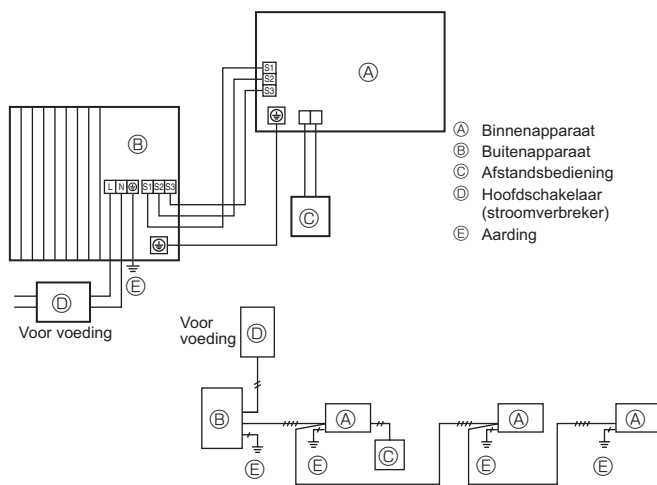 S1
S2
S3
Ⓐ
Ⓑ
L N S1 S2 S3
Ⓒ
Ⓔ
Ⓓ
Voor voeding
Ⓐ Binnenapparaat
Ⓑ Buitenapparaat
Ⓒ Afstandsbediening
Ⓓ Hoofdschakelaar
(stroomverbreker)
Ⓔ Aarding
Voor
voeding
Ⓓ
Ⓑ Ⓐ Ⓐ Ⓐ
Ⓒ
Ⓔ Ⓔ Ⓔ Ⓔ